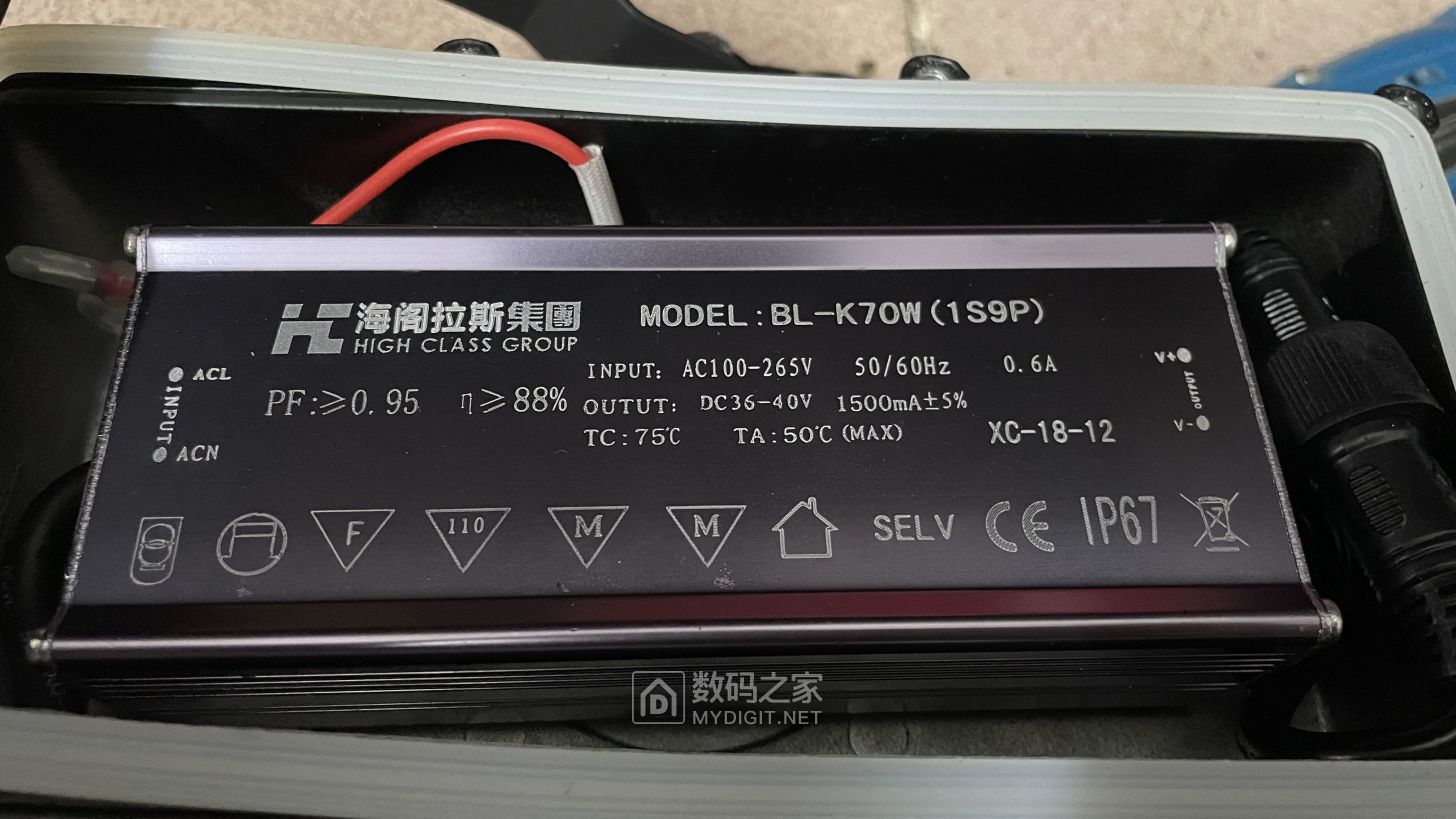 HC 海阁拉斯集團
HIGH CLASS GROUP
MODEL:BL-K70W(1S9P)
ACL
INPUT
ACN
PF:≥0.95 η≥88%
INPUT: AC100-265V 50/60Hz 0.6A
OUTUT: DC36-40V 1500mA±5%
TC:75℃ TA:50℃(MAX) XC-18-12
V+
OUTPUT
V-
F 110 M M SELV CE IP67
数码之家
MYDIGIT.NET